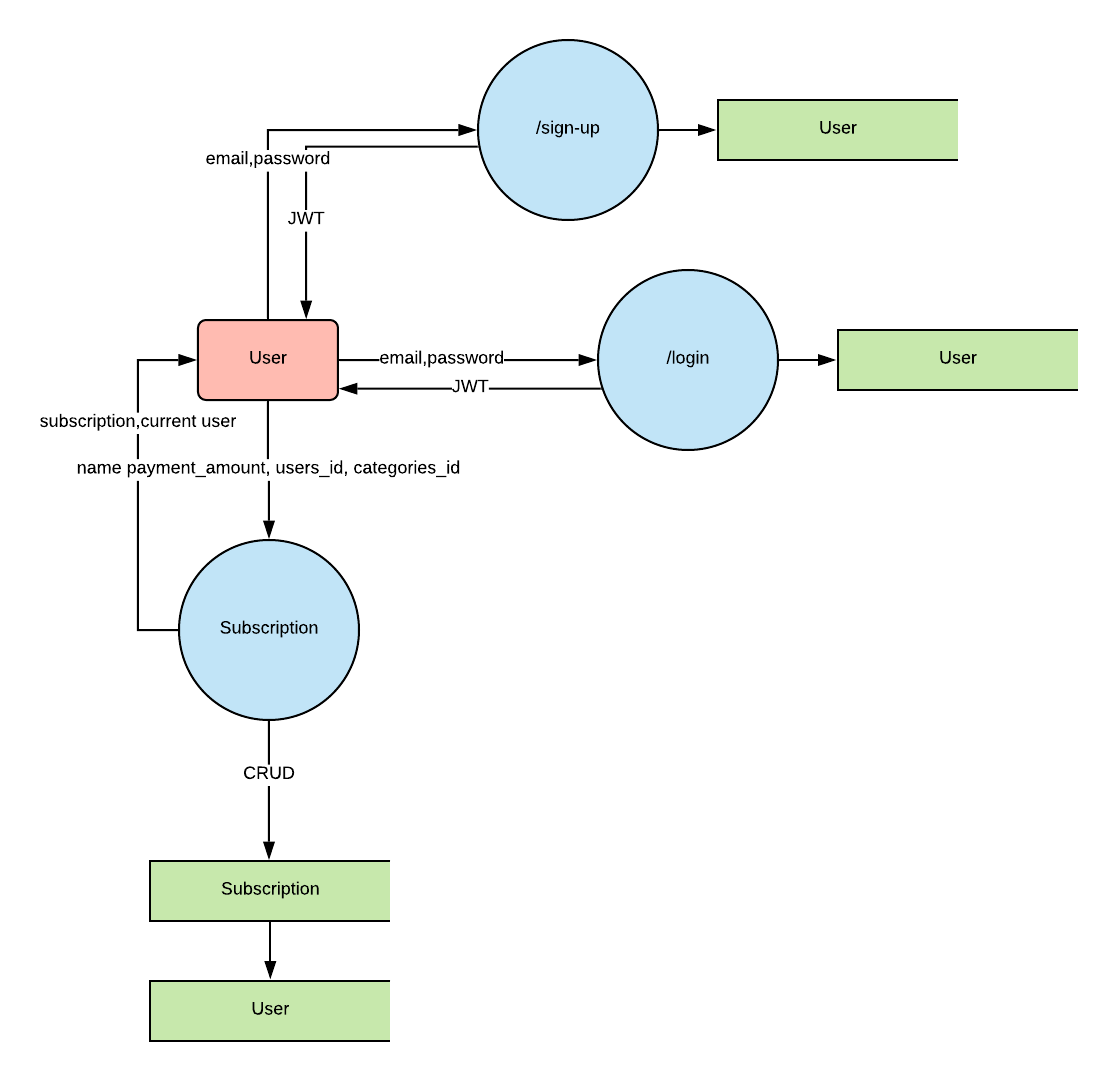 /sign-up
User
email,password
JWT
User
email,password
/login
User
JWT
subscription,current user
name payment_amount, users_id, categories_id
Subscription
CRUD
Subscription
User